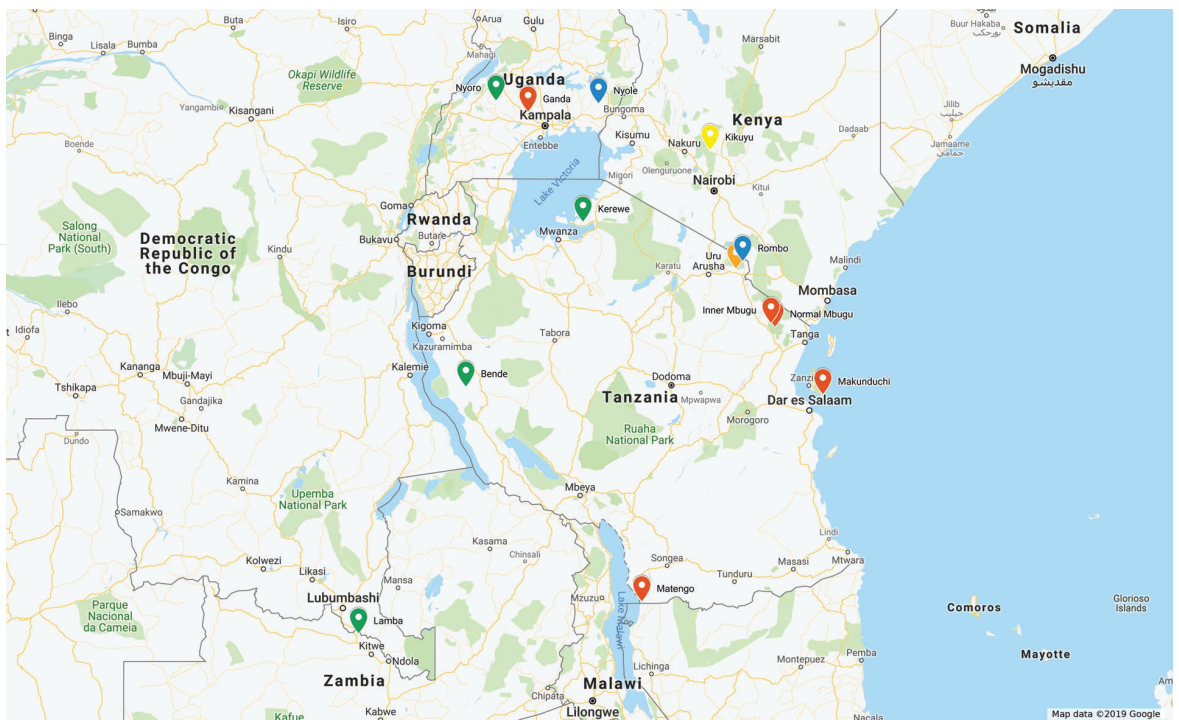 Binga
Lisala
Bumba
Buta
Isiro
Arua
Gulu
Mahagi
Marsabit
Buur Hakaba
بورحكب
Somalia
Mogadishu
مقديشو
Okapi Wildlife
Reserve
Nyoro
Uganda
Ganda
Nyole
Kampala
Bungoma
Entebbe
Kisumu
Kenya
Kikuyu
Nakuru
Yangambi
Kisangani
Boende
Dadaab
Jilib
جيليب
Jamaame
جمامي
Olenguruone
Nairobi
Kitui
Migori
Lake Victoria
Goma
Rwanda
Bukavu
Butare
Burundi
Kerewe
Mwanza
Salong
National
Park (South)
Democratic
Republic of
the Congo
Kindu
Rombo
Uru
Arusha
Karatu
Malindi
Mombasa
Inner Mbugu
Normal Mbugu
Tanga
Ilebo
Idiofa
Kigoma
Kazuramimba
Tabora
Kananga
Mbuji-Mayi
Tshikapa
Gandajika
Mwene-Ditu
Kalemie
Bende
Dodoma
Tanzania
Mpwapwa
Zanzi
Makunduchi
Dar es Salaam
Morogoro
Ruaha
National Park
Dundo
Kamina
Upemba
National Park
Samakwo
Mbeya
Kasama
Chinsali
Lindi
Mtwara
Masasi
Songea
Tunduru
Kolwezi
Likasi
Mansa
Lubumbashi
Lamba
Mzuzu
Matengo
Lake Malawi
Parque
Nacional
da Cameia
Kitwe
Ndola
Comoros
Glorioso
Islands
Lichinga
Montepuez
Pemba
Mayotte
Zambia
Malawi
Chipata
Lilongwe
Kabwe
Kafue
Nacala
Am
Map data ©2019 Google